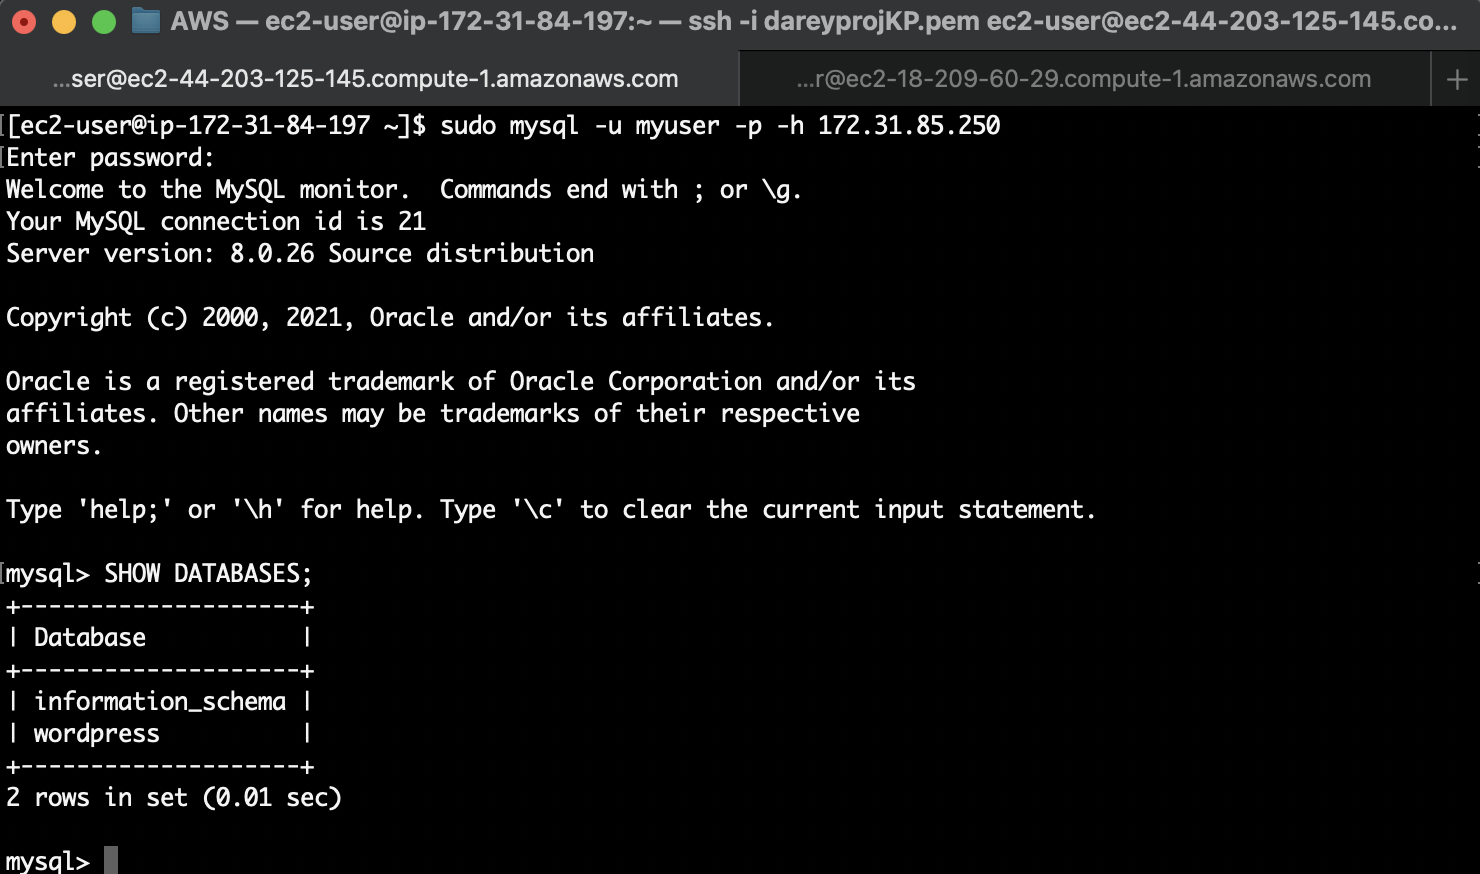 AWS — ec2-user@ip-172-31-84-197:~ — ssh -i dareyprojKP.pem ec2-user@ec2-44-203-125-145.co...
...ser@ec2-44-203-125-145.compute-1.amazonaws.com
...r@ec2-18-209-60-29.compute-1.amazonaws.com
+
[ec2-user@ip-172-31-84-197 ~]$ sudo mysql -u myuser -p -h 172.31.85.250
Enter password:
Welcome to the MySQL monitor.  Commands end with ; or \g.
Your MySQL connection id is 21
Server version: 8.0.26 Source distribution

Copyright (c) 2000, 2021, Oracle and/or its affiliates.

Oracle is a registered trademark of Oracle Corporation and/or its
affiliates. Other names may be trademarks of their respective
owners.

Type 'help;' or '\h' for help. Type '\c' to clear the current input statement.

mysql> SHOW DATABASES;
+--------------------+
| Database           |
+--------------------+
| information_schema |
| wordpress          |
+--------------------+
2 rows in set (0.01 sec)

mysql>